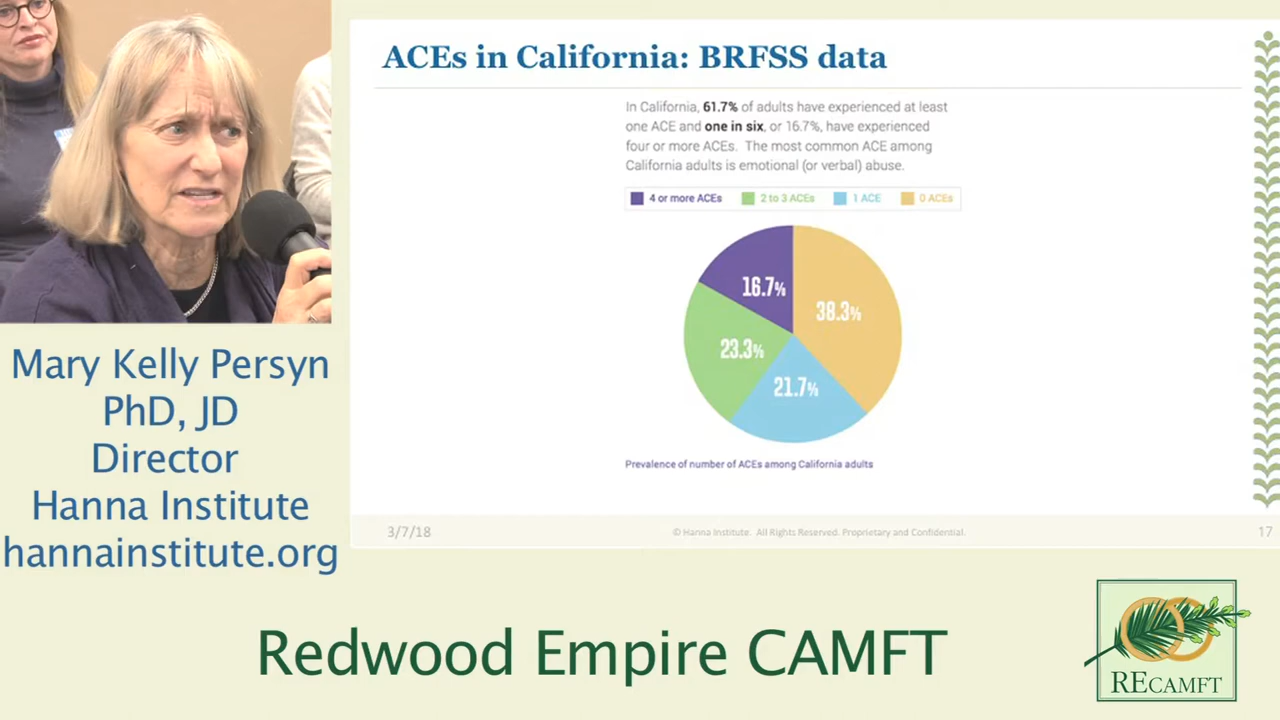 ACEs in California: BRFSS data
In California, 61.7% of adults have experienced at least
one ACE and one in six, or 16.7%, have experienced
four or more ACEs. The most common ACE among
California adults is emotional (or verbal) abuse.
4 or more ACEs 2 to 3 ACEs 1 ACE 0 ACEs
16.7%
38.3%
23.3%
21.7%
Prevalence of number of ACEs among California adults
3/7/18 © Hanna Institute. All Rights Reserved. Proprietary and Confidential. 17
Mary Kelly Persyn
PhD, JD
Director
Hanna Institute
hannainstitute.org
Redwood Empire CAMFT
RECAMFT